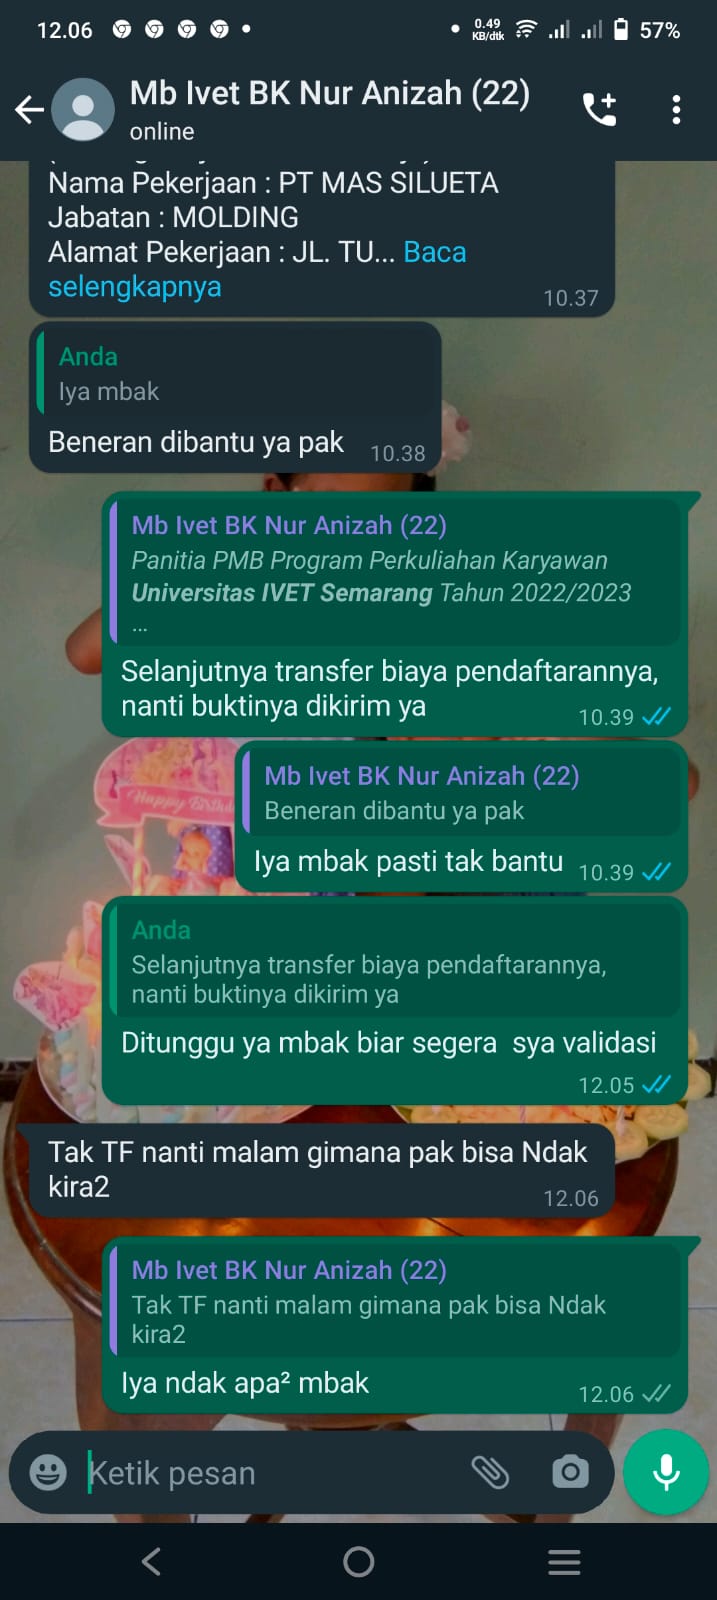 12.06
0.49
KB/dtk
57%
Mb Ivet BK Nur Anizah (22)
online
Nama Pekerjaan : PT MAS SILUETA
Jabatan : MOLDING
Alamat Pekerjaan : JL. TU... Baca
selengkapnya
10.37
Anda
Iya mbak
Beneran dibantu ya pak
10.38
Mb Ivet BK Nur Anizah (22)
Panitia PMB Program Perkuliahan Karyawan
Universitas IVET Semarang Tahun 2022/2023
...
Selanjutnya transfer biaya pendaftarannya,
nanti buktinya dikirim ya
10.39
Happy Birthd
Mb Ivet BK Nur Anizah (22)
Beneran dibantu ya pak
Iya mbak pasti tak bantu
10.39
Anda
Selanjutnya transfer biaya pendaftarannya,
nanti buktinya dikirim ya
Ditunggu ya mbak biar segera  sya validasi
12.05
Tak TF nanti malam gimana pak bisa Ndak
kira2
12.06
Mb Ivet BK Nur Anizah (22)
Tak TF nanti malam gimana pak bisa Ndak
kira2
Iya ndak apa² mbak
12.06
Ketik pesan